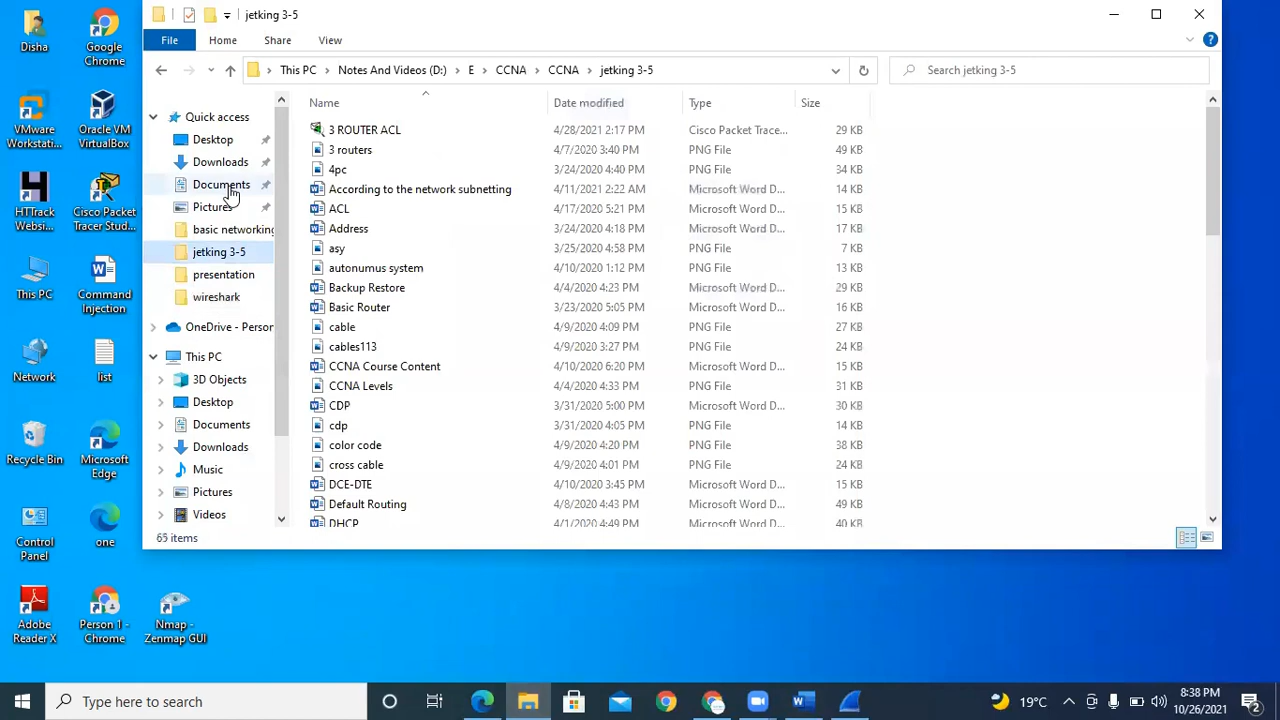 jetking 3-5
File
Home
Share
View
This PC
Notes And Videos (D:)
E
CCNA
CCNA
jetking 3-5
Search jetking 3-5
Quick access
Desktop
Downloads
Documents
Pictures
basic networking
jetking 3-5
presentation
wireshark
OneDrive - Person
This PC
3D Objects
Desktop
Documents
Downloads
Music
Pictures
Videos
Name
Date modified
Type
Size
3 ROUTER ACL 4/28/2021 2:17 PM Cisco Packet Trace... 29 KB
3 routers 4/7/2020 3:40 PM PNG File 49 KB
4pc 3/24/2020 4:40 PM PNG File 34 KB
According to the network subnetting 4/11/2021 2:22 AM Microsoft Word D... 14 KB
ACL 4/17/2020 5:21 PM Microsoft Word D... 15 KB
Address 3/24/2020 4:18 PM Microsoft Word D... 17 KB
asy 3/25/2020 4:58 PM PNG File 7 KB
autonumus system 4/10/2020 1:12 PM PNG File 13 KB
Backup Restore 4/4/2020 4:23 PM Microsoft Word D... 14 KB
Basic Router 3/23/2020 5:05 PM Microsoft Word D... 16 KB
cable 4/9/2020 4:09 PM PNG File 27 KB
cables113 4/9/2020 3:27 PM PNG File 24 KB
CCNA Course Content 4/10/2020 6:20 PM Microsoft Word D... 15 KB
CCNA Levels 4/4/2020 4:33 PM PNG File 31 KB
CDP 3/31/2020 5:00 PM Microsoft Word D... 30 KB
cdp 3/31/2020 4:05 PM PNG File 14 KB
color code 4/9/2020 4:20 PM PNG File 38 KB
cross cable 4/9/2020 4:01 PM PNG File 24 KB
DCE-DTE 4/10/2020 3:45 PM Microsoft Word D... 15 KB
Default Routing 4/8/2020 4:43 PM Microsoft Word D... 49 KB
DHCP 4/1/2020 4:49 PM Microsoft Word D... 40 KB
65 items
Disha
Google
Chrome
VMware
Workstati...
Oracle VM
VirtualBox
HTTrack
Websi...
Cisco Packet
Tracer Stud...
This PC
Command
Injection
Network
list
Recycle Bin
Microsoft
Edge
Control
Panel
one
Adobe
Reader X
Person 1 -
Chrome
Nmap -
Zenmap GUI
Type here to search
19°C
8:38 PM
10/26/2021
2